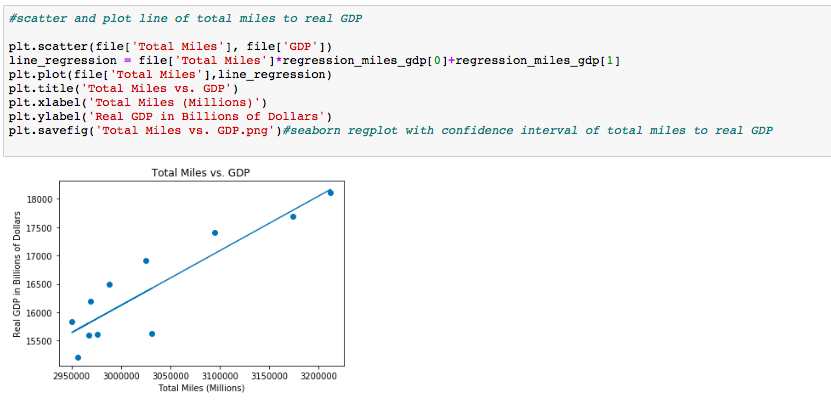 #scatter and plot line of total miles to real GDP
plt.scatter(file['Total Miles'], file['GDP'])
line_regression = file['Total Miles']*regression_miles_gdp[0]+regression_miles_gdp[1]
plt.plot(file['Total Miles'],line_regression)
plt.title('Total Miles vs. GDP')
plt.xlabel('Total Miles (Millions)')
plt.ylabel('Real GDP in Billions of Dollars')
plt.savefig('Total Miles vs. GDP.png')#seaborn regplot with confidence interval of total miles to real GDP
Total Miles vs. GDP
Real GDP in Billions of Dollars
18000
17500
17000
16500
16000
15500
2950000 3000000 3050000 3100000 3150000 3200000
Total Miles (Millions)